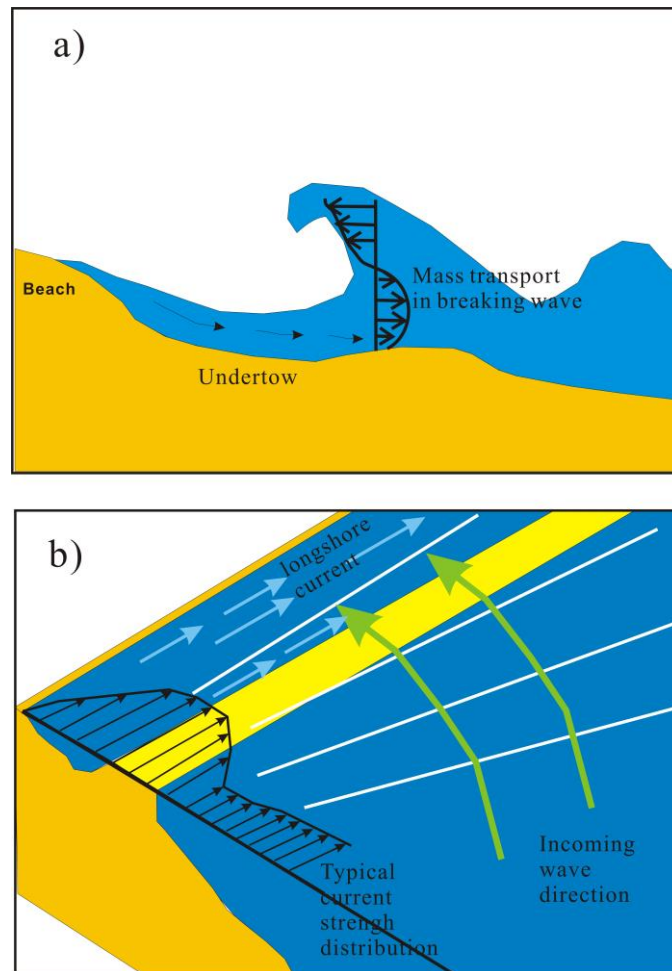 a)
Beach
Mass transport
in breaking wave
Undertow
b)
longshore
current
Typical
current
strengh
distribution
Incoming
wave
direction